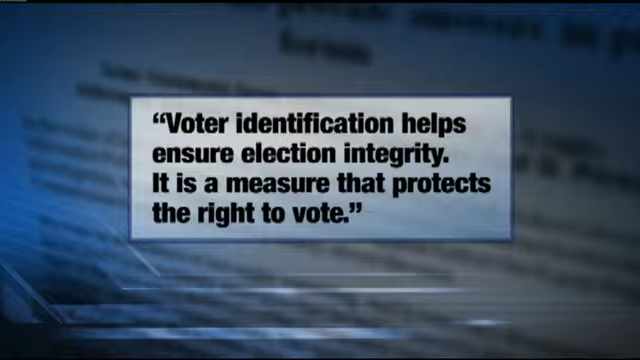 “Voter identification helps
ensure election integrity.
It is a measure that protects
the right to vote.”